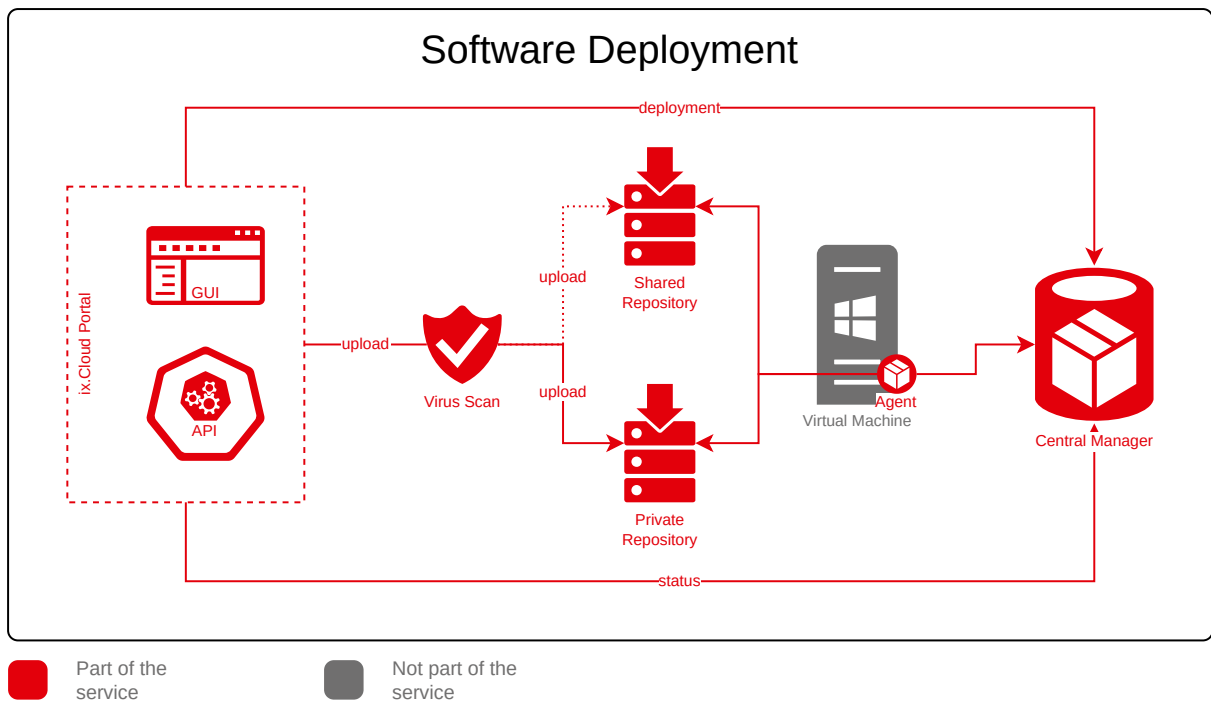 Software Deployment
deployment
ix.Cloud Portal
GUI
API
upload
Virus Scan
upload
upload
Shared
Repository
Private
Repository
Agent
Virtual Machine
Central Manager
status
Part of the
service
Not part of the
service